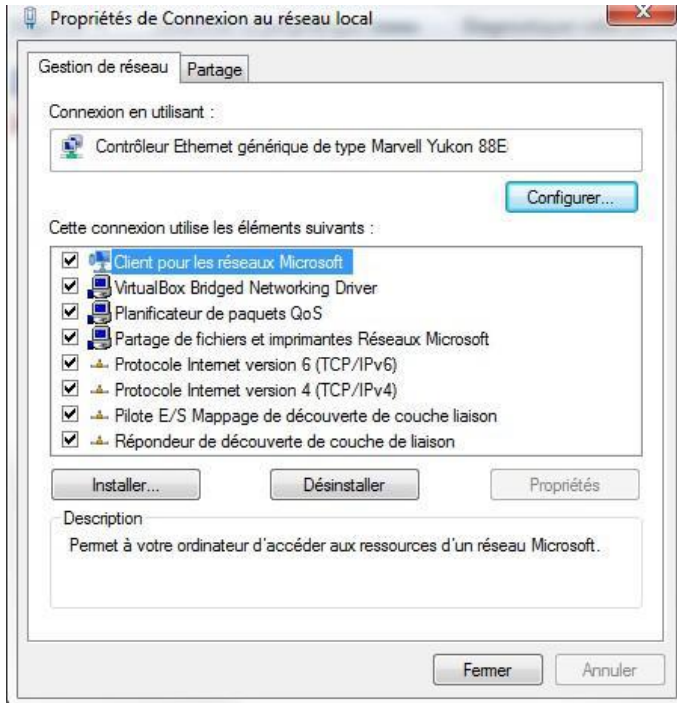 Propriétés de Connexion au réseau local
Gestion de réseau
Partage
Connexion en utilisant :
Contrôleur Ethernet générique de type Marvell Yukon 88E
Configurer...
Cette connexion utilise les éléments suivants :
Client pour les réseaux Microsoft
VirtualBox Bridged Networking Driver
Planificateur de paquets QoS
Partage de fichiers et imprimantes Réseaux Microsoft
Protocole Internet version 6 (TCP/IPv6)
Protocole Internet version 4 (TCP/IPv4)
Pilote E/S Mappage de découverte de couche liaison
Répondeur de découverte de couche de liaison
Installer...
Désinstaller
Propriétés
Description
Permet à votre ordinateur d'accéder aux ressources d'un réseau Microsoft.
Fermer
Annuler